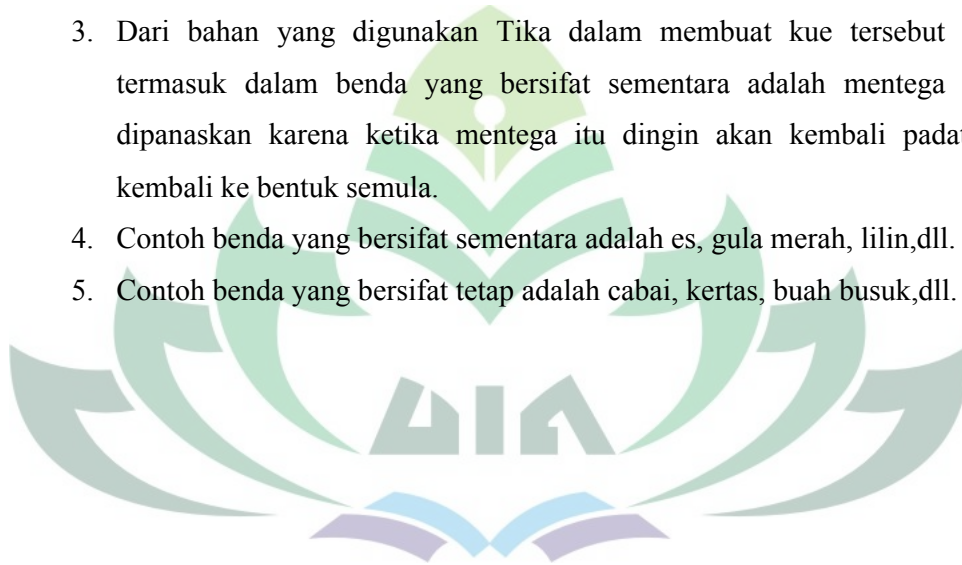 3. Dari bahan yang digunakan Tika dalam membuat kue tersebut
termasuk dalam benda yang bersifat sementara adalah mentega
dipanaskan karena ketika mentega itu dingin akan kembali padat
kembali ke bentuk semula.
4. Contoh benda yang bersifat sementara adalah es, gula merah, lilin,dll.
5. Contoh benda yang bersifat tetap adalah cabai, kertas, buah busuk,dll.
UIN